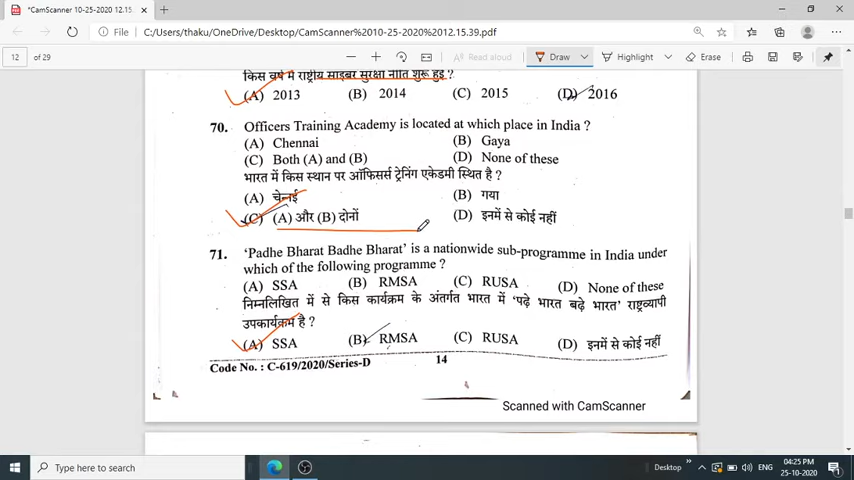 *CamScanner 10-25-2020 12.15.39
File
C:/Users/thaku/OneDrive/Desktop/CamScanner%2010-25-2020%2012.15.39.pdf
12 of 29
Read aloud
Draw
Highlight
Erase
किस वर्ष में राष्ट्रीय साइबर सुरक्षा नीति शुरू हुई ?
(A) 2013 (B) 2014 (C) 2015 (D) 2016
70. Officers Training Academy is located at which place in India ?
(A) Chennai (B) Gaya
(C) Both (A) and (B) (D) None of these
भारत में किस स्थान पर ऑफिसर्स ट्रेनिंग एकेडमी स्थित है ?
(A) चेन्नई (B) गया
(C) (A) और (B) दोनों (D) इनमें से कोई नहीं
71. 'Padhe Bharat Badhe Bharat' is a nationwide sub-programme in India under
which of the following programme ?
(A) SSA (B) RMSA (C) RUSA (D) None of these
निम्नलिखित में से किस कार्यक्रम के अंतर्गत भारत में 'पढ़े भारत बढ़े भारत' राष्ट्रव्यापी
उपकार्यक्रम है ?
(A) SSA (B) RMSA (C) RUSA (D) इनमें से कोई नहीं
Code No. : C-619/2020/Series-D 14
Scanned with CamScanner
Type here to search
Desktop
ENG
04:25 PM
25-10-2020